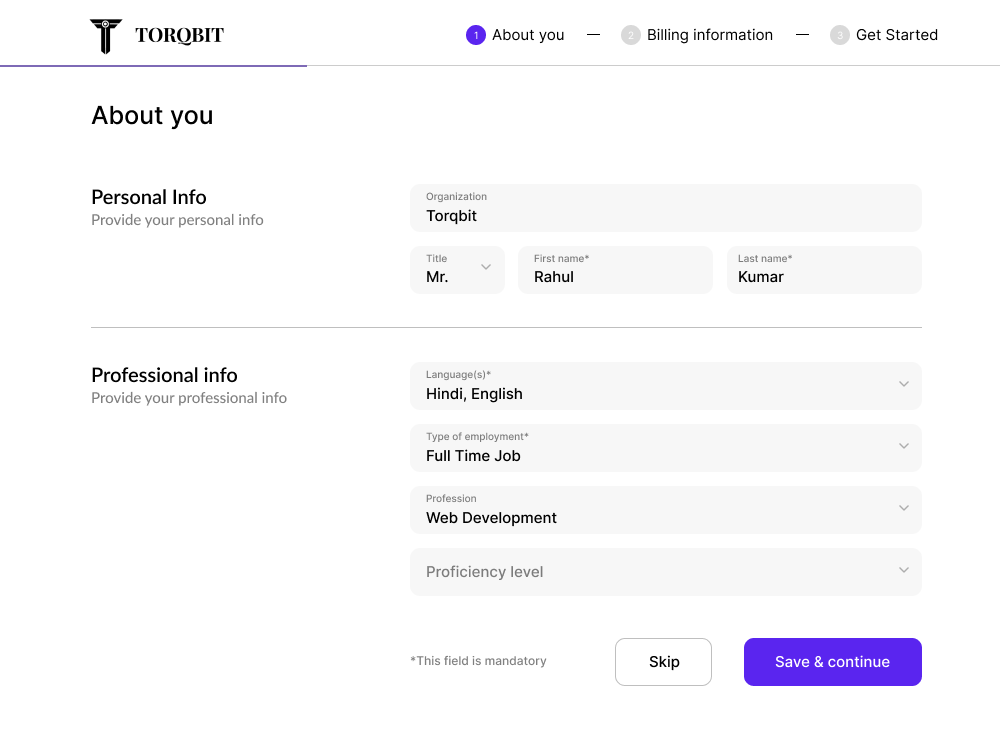 TORQBIT
1 About you — 2 Billing information — 3 Get Started
About you
Personal Info
Provide your personal info
Organization
Torqbit
Title
Mr.
First name*
Rahul
Last name*
Kumar
Professional info
Provide your professional info
Language(s)*
Hindi, English
Type of employment*
Full Time Job
Profession
Web Development
Proficiency level
*This field is mandatory
Skip
Save & continue